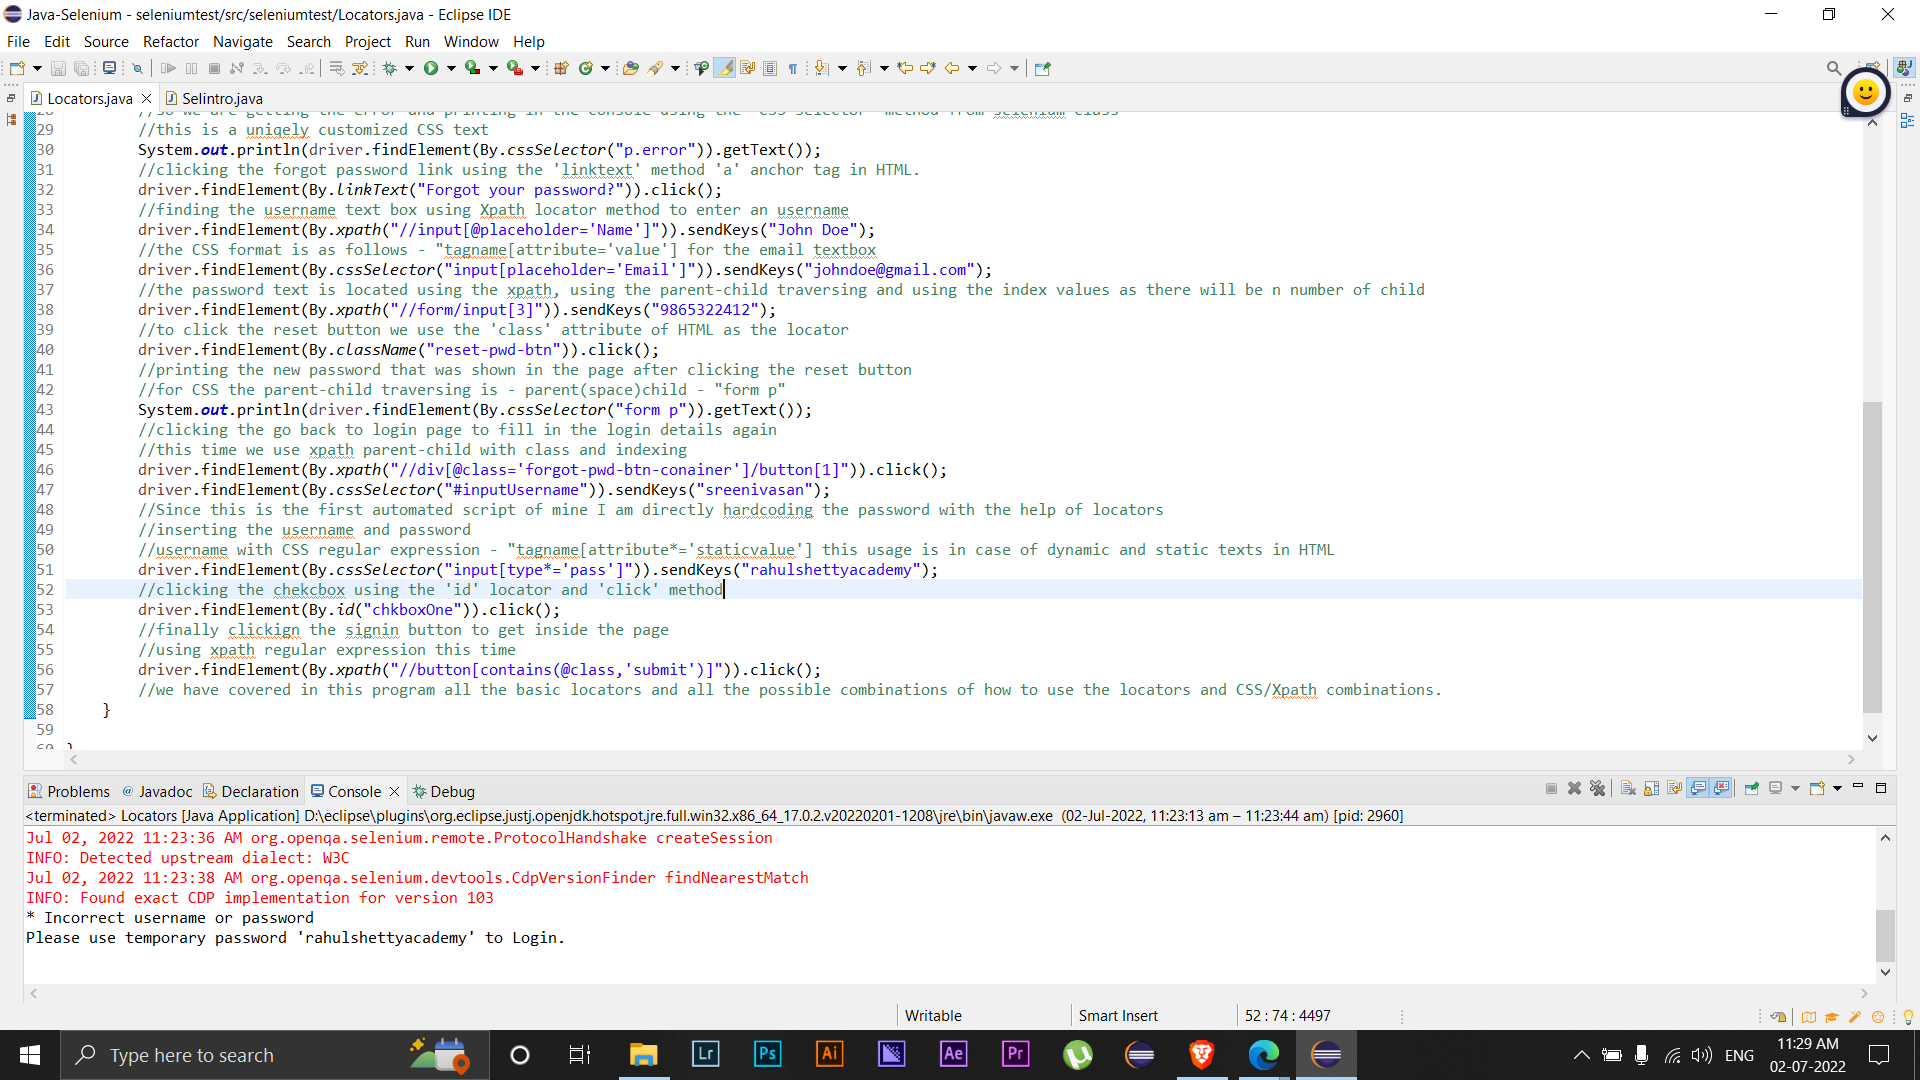 Java-Selenium - seleniumtest/src/seleniumtest/Locators.java - Eclipse IDE
File Edit Source Refactor Navigate Search Project Run Window Help
Locators.java Selintro.java
28 //so we are getting the error and printing in the console using the "CSS selector" method from selenium class
29 //this is a uniqely customized CSS text
30 System.out.println(driver.findElement(By.cssSelector("p.error")).getText());
31 //clicking the forgot password link using the 'linktext' method 'a' anchor tag in HTML.
32 driver.findElement(By.linkText("Forgot your password?")).click();
33 //finding the username text box using Xpath locator method to enter an username
34 driver.findElement(By.xpath("//input[@placeholder='Name']")).sendKeys("John Doe");
35 //the CSS format is as follows - "tagname[attribute='value'] for the email textbox
36 driver.findElement(By.cssSelector("input[placeholder='Email']")).sendKeys("johndoe@gmail.com");
37 //the password text is located using the xpath, using the parent-child traversing and using the index values as there will be n number of child
38 driver.findElement(By.xpath("//form/input[3]")).sendKeys("9865322412");
39 //to click the reset button we use the 'class' attribute of HTML as the locator
40 driver.findElement(By.className("reset-pwd-btn")).click();
41 //printing the new password that was shown in the page after clicking the reset button
42 //for CSS the parent-child traversing is - parent(space)child - "form p"
43 System.out.println(driver.findElement(By.cssSelector("form p")).getText());
44 //clicking the go back to login page to fill in the login details again
45 //this time we use xpath parent-child with class and indexing
46 driver.findElement(By.xpath("//div[@class='forgot-pwd-btn-conainer']/button[1]")).click();
47 driver.findElement(By.cssSelector("#inputUsername")).sendKeys("sreenivasan");
48 //Since this is the first automated script of mine I am directly hardcoding the password with the help of locators
49 //inserting the username and password
50 //username with CSS regular expression - "tagname[attribute*='staticvalue'] this usage is in case of dynamic and static texts in HTML
51 driver.findElement(By.cssSelector("input[type*='pass']")).sendKeys("rahulshettyacademy");
52 //clicking the chekcbox using the 'id' locator and 'click' method
53 driver.findElement(By.id("chkboxOne")).click();
54 //finally clickign the signin button to get inside the page
55 //using xpath regular expression this time
56 driver.findElement(By.xpath("//button[contains(@class,'submit')]")).click();
57 //we have covered in this program all the basic locators and all the possible combinations of how to use the locators and CSS/Xpath combinations.
58 }
59
60 }
Problems Javadoc Declaration Console Debug
<terminated> Locators [Java Application] D:\eclipse\plugins\org.eclipse.justj.openjdk.hotspot.jre.full.win32.x86_64_17.0.2.v20220201-1208\jre\bin\javaw.exe (02-Jul-2022, 11:23:13 am – 11:23:44 am) [pid: 2960]
Jul 02, 2022 11:23:36 AM org.openqa.selenium.remote.ProtocolHandshake createSession
INFO: Detected upstream dialect: W3C
Jul 02, 2022 11:23:38 AM org.openqa.selenium.devtools.CdpVersionFinder findNearestMatch
INFO: Found exact CDP implementation for version 103
* Incorrect username or password
Please use temporary password 'rahulshettyacademy' to Login.
Writable Smart Insert 52 : 74 : 4497
Type here to search Lr Ps Ai Ae Pr ENG 11:29 AM
02-07-2022